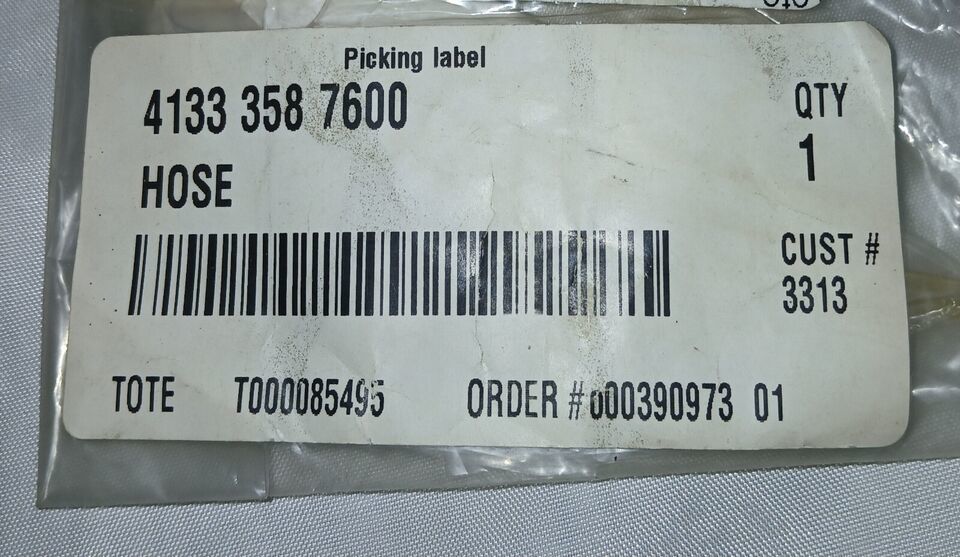 Picking label
4133 358 7600
QTY
1
HOSE
CUST #
3313
TOTE T000085495 ORDER # 000390973 01